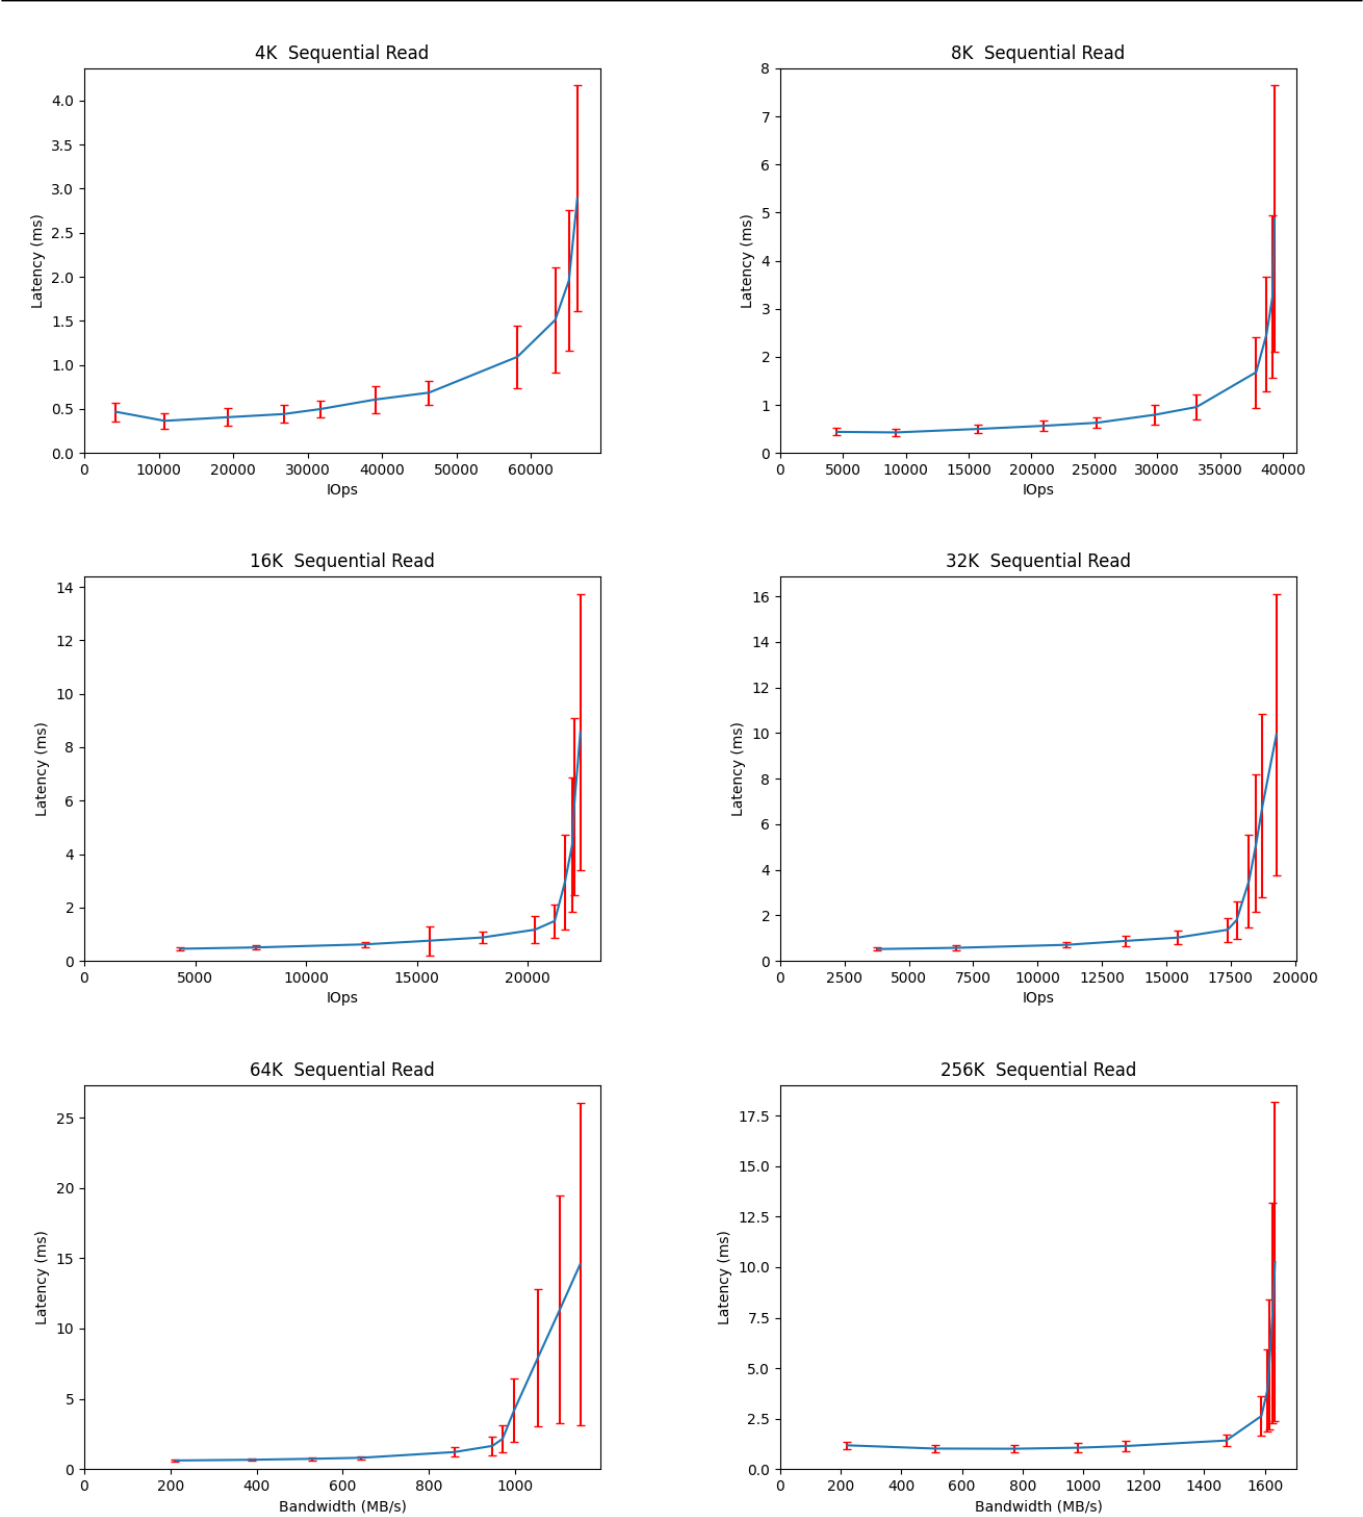 4K  Sequential Read
Latency (ms)
4.0
3.5
3.0
2.5
2.0
1.5
1.0
0.5
0.0
0 10000 20000 30000 40000 50000 60000
IOps
8K  Sequential Read
Latency (ms)
8
7
6
5
4
3
2
1
0
0 5000 10000 15000 20000 25000 30000 35000 40000
IOps
16K  Sequential Read
Latency (ms)
14
12
10
8
6
4
2
0
0 5000 10000 15000 20000
IOps
32K  Sequential Read
Latency (ms)
16
14
12
10
8
6
4
2
0
0 2500 5000 7500 10000 12500 15000 17500 20000
IOps
64K  Sequential Read
Latency (ms)
25
20
15
10
5
0
0 200 400 600 800 1000
Bandwidth (MB/s)
256K  Sequential Read
Latency (ms)
17.5
15.0
12.5
10.0
7.5
5.0
2.5
0.0
0 200 400 600 800 1000 1200 1400 1600
Bandwidth (MB/s)